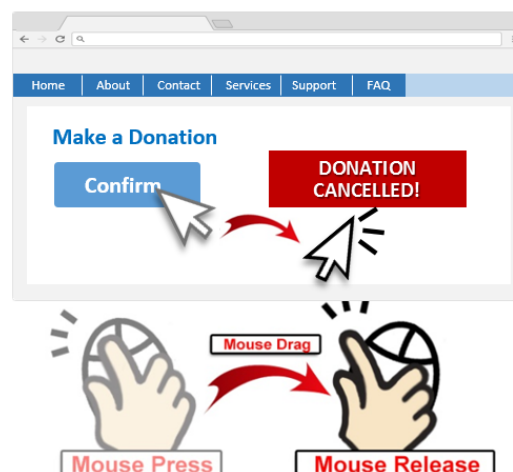 Home About Contact Services Support FAQ
Make a Donation
Confirm
DONATION
CANCELLED!
Mouse Drag
Mouse Press
Mouse Release